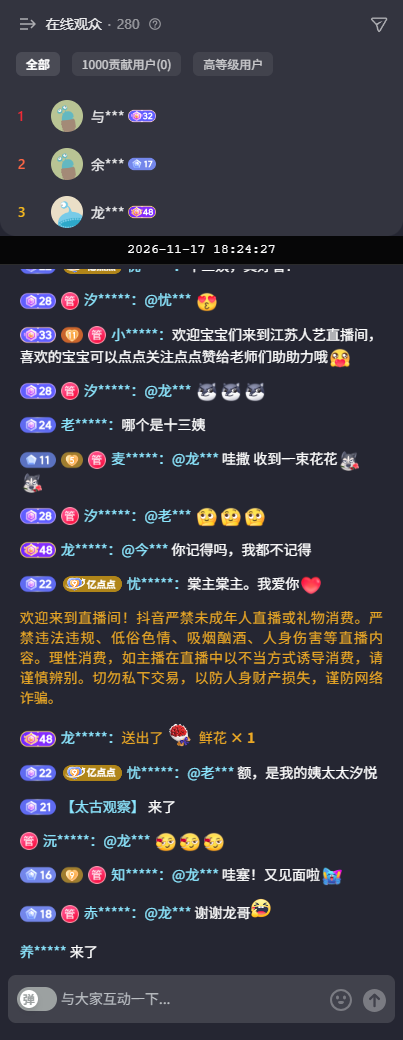 在线观众 · 280
全部 1000贡献用户(0) 高等级用户
1 与*** 32
2 余*** 17
3 龙*** 48
2026-11-17 18:24:27
28 管 汐*****：@忧***
33 管 小*****：欢迎宝宝们来到江苏人艺直播间，
喜欢的宝宝可以点点关注点点赞给老师们助助力哦
28 管 汐*****：@龙***
24 老*****：哪个是十三姨
11 管 麦*****：@龙*** 哇撒 收到一束花花
28 管 汐*****：@老***
48 龙*****：@今*** 你记得吗，我都不记得
22 亿点点 忧*****：棠主棠主。我爱你
欢迎来到直播间！抖音严禁未成年人直播或礼物消费。严
禁违法违规、低俗色情、吸烟酗酒、人身伤害等直播内
容。理性消费，如主播在直播中以不当方式诱导消费，请
谨慎辨别。切勿私下交易，以防人身财产损失，谨防网络
诈骗。
48 龙*****：送出了 鲜花 × 1
22 亿点点 忧*****：@老*** 额，是我的姨太太汐悦
21 【太古观察】 来了
管 沅*****：@龙***
16 管 知*****：@龙*** 哇塞！又见面啦
18 管 赤*****：@龙*** 谢谢龙哥
养***** 来了
弹 与大家互动一下...